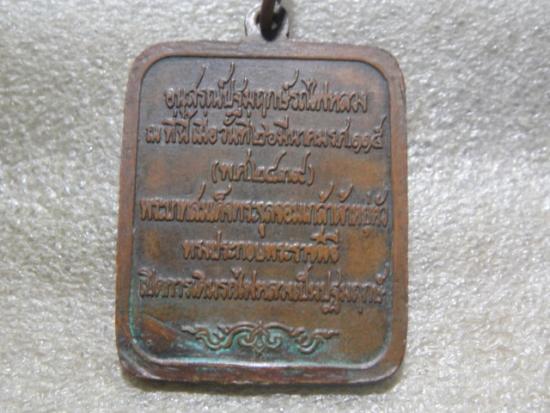 อนุสรณ์ปฐมฤกษ์รถไฟหลวง
ณ ที่นี้ เมื่อ วันที่ ๒๖ มีนาคม ร.ศ. ๑๑๕
(พ.ศ. ๒๔๓๙)
พระบาทสมเด็จพระจุลจอมเกล้าเจ้าอยู่หัว
ทรงประกอบพระราชพิธี
เปิดการเดินรถไฟหลวงเป็นปฐมฤกษ์